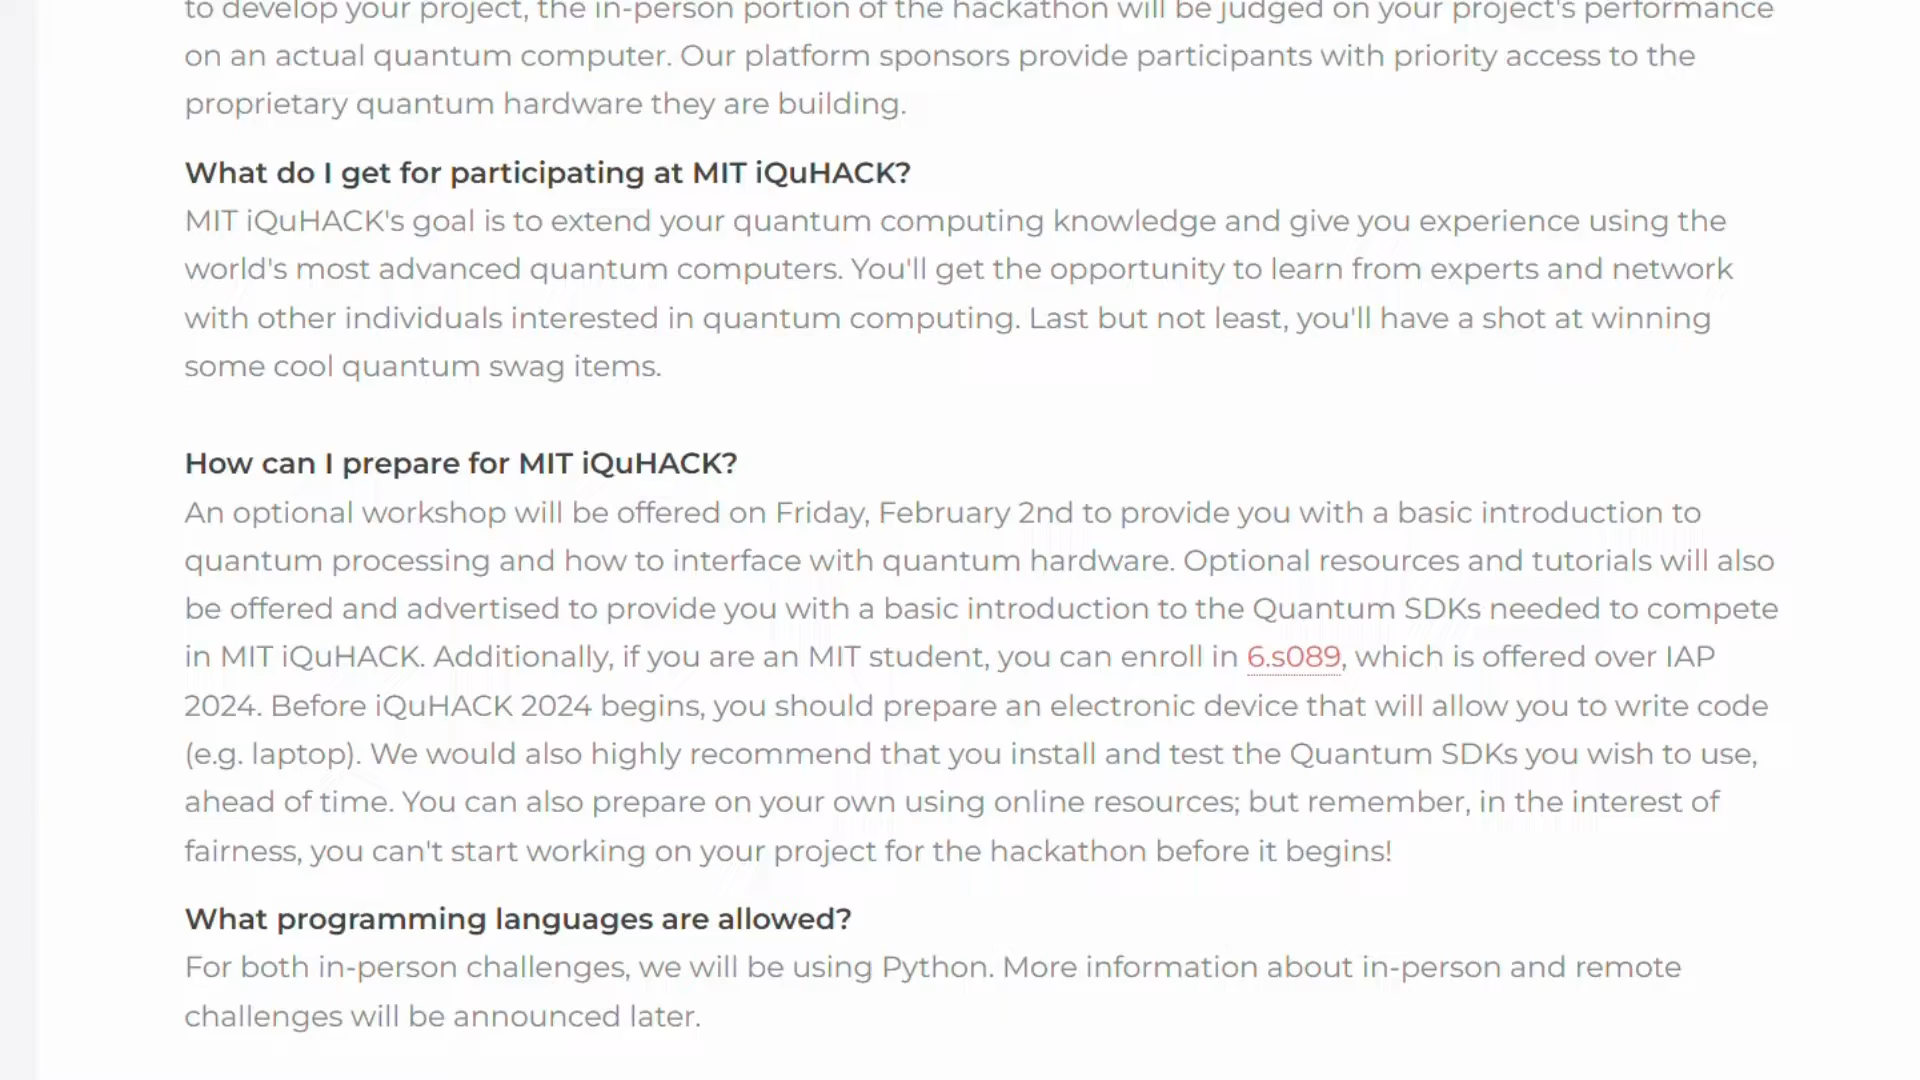 to develop your project, the in-person portion of the hackathon will be judged on your project's performance
on an actual quantum computer. Our platform sponsors provide participants with priority access to the
proprietary quantum hardware they are building.
What do I get for participating at MIT iQuHACK?
MIT iQuHACK's goal is to extend your quantum computing knowledge and give you experience using the
world's most advanced quantum computers. You'll get the opportunity to learn from experts and network
with other individuals interested in quantum computing. Last but not least, you'll have a shot at winning
some cool quantum swag items.
How can I prepare for MIT iQuHACK?
An optional workshop will be offered on Friday, February 2nd to provide you with a basic introduction to
quantum processing and how to interface with quantum hardware. Optional resources and tutorials will also
be offered and advertised to provide you with a basic introduction to the Quantum SDKs needed to compete
in MIT iQuHACK. Additionally, if you are an MIT student, you can enroll in 6.s089, which is offered over IAP
2024. Before iQuHACK 2024 begins, you should prepare an electronic device that will allow you to write code
(e.g. laptop). We would also highly recommend that you install and test the Quantum SDKs you wish to use,
ahead of time. You can also prepare on your own using online resources; but remember, in the interest of
fairness, you can't start working on your project for the hackathon before it begins!
What programming languages are allowed?
For both in-person challenges, we will be using Python. More information about in-person and remote
challenges will be announced later.